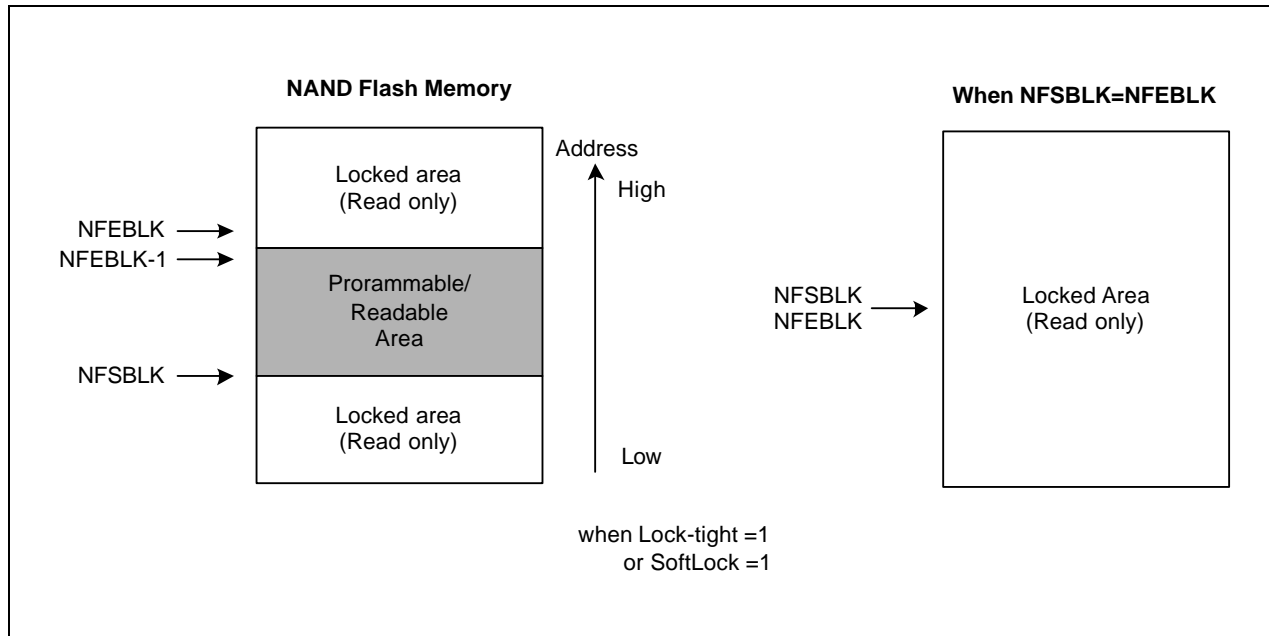 NAND Flash Memory
Locked area
(Read only)
NFEBLK
NFEBLK-1
Prorammable/
Readable
Area
NFSBLK
Locked area
(Read only)
Address
High
Low
when Lock-tight =1
or SoftLock =1
When NFSBLK=NFEBLK
NFSBLK
NFEBLK
Locked Area
(Read only)